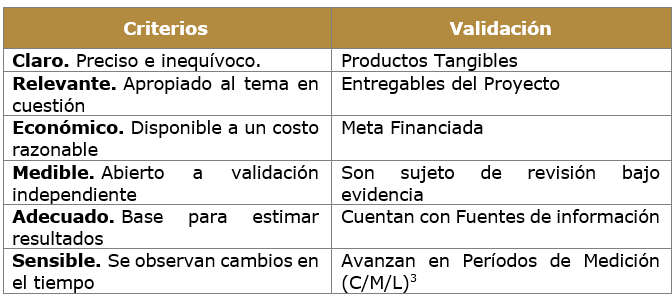 Criterios Validación
Claro. Preciso e inequívoco. Productos Tangibles
Relevante. Apropiado al tema en Entregables del Proyecto
cuestión
Económico. Disponible a un costo Meta Financiada
razonable
Medible. Abierto a validación Son sujeto de revisión bajo
independiente evidencia
Adecuado. Base para estimar Cuentan con Fuentes de información
resultados
Sensible. Se observan cambios en Avanzan en Períodos de Medición
el tiempo (C/M/L)3